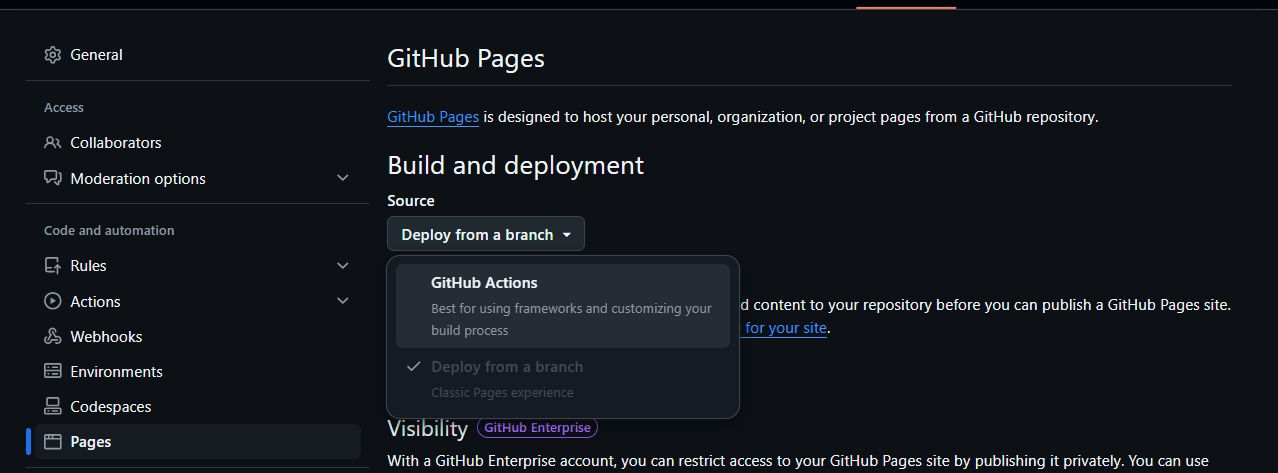 General
Access
Collaborators
Moderation options
Code and automation
Rules
Actions
Webhooks
Environments
Codespaces
Pages
GitHub Pages
GitHub Pages is designed to host your personal, organization, or project pages from a GitHub repository.
Build and deployment
Source
Deploy from a branch
GitHub Actions
Best for using frameworks and customizing your
build process
Deploy from a branch
Classic Pages experience
d content to your repository before you can publish a GitHub Pages site.
for your site.
Visibility GitHub Enterprise
With a GitHub Enterprise account, you can restrict access to your GitHub Pages site by publishing it privately. You can use